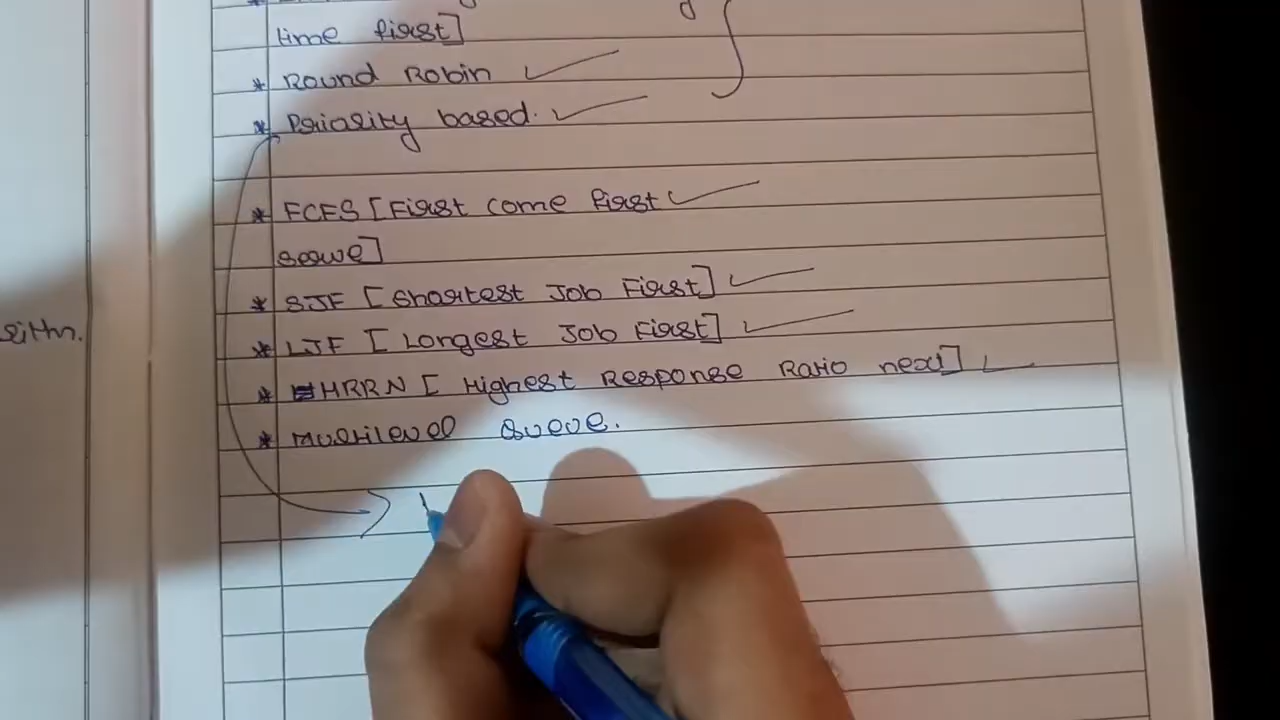 time first]
* Round Robin
* Priority based.
* FCFS [First come first
serve]
* SJF [Shortest Job First]
* LJF [Longest Job First]
* HRRN [Highest Response Ratio next]
* Multilevel Queue.